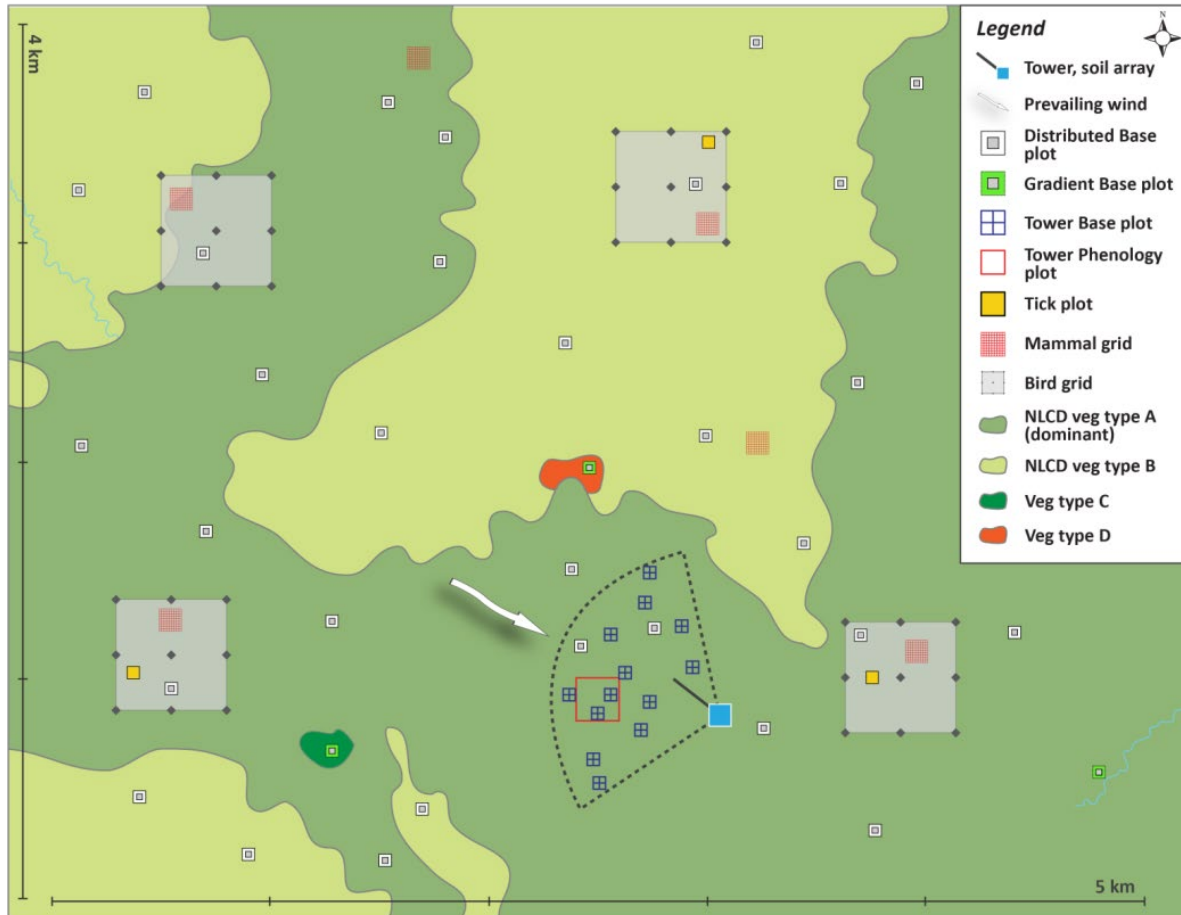 4 km
Legend
N
Tower, soil array
Prevailing wind
Distributed Base
plot
Gradient Base plot
Tower Base plot
Tower Phenology
plot
Tick plot
Mammal grid
Bird grid
NLCD veg type A
(dominant)
NLCD veg type B
Veg type C
Veg type D
5 km